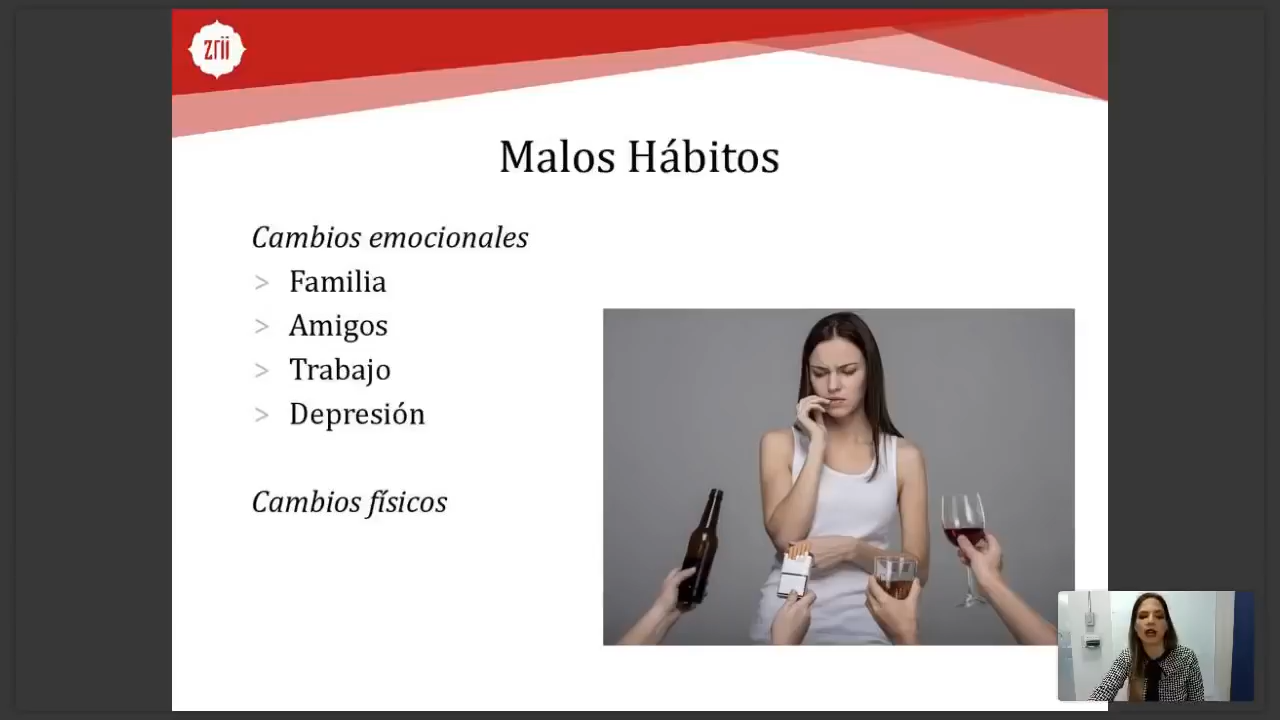 zrii
Malos Hábitos
Cambios emocionales
> Familia
> Amigos
> Trabajo
> Depresión
Cambios físicos